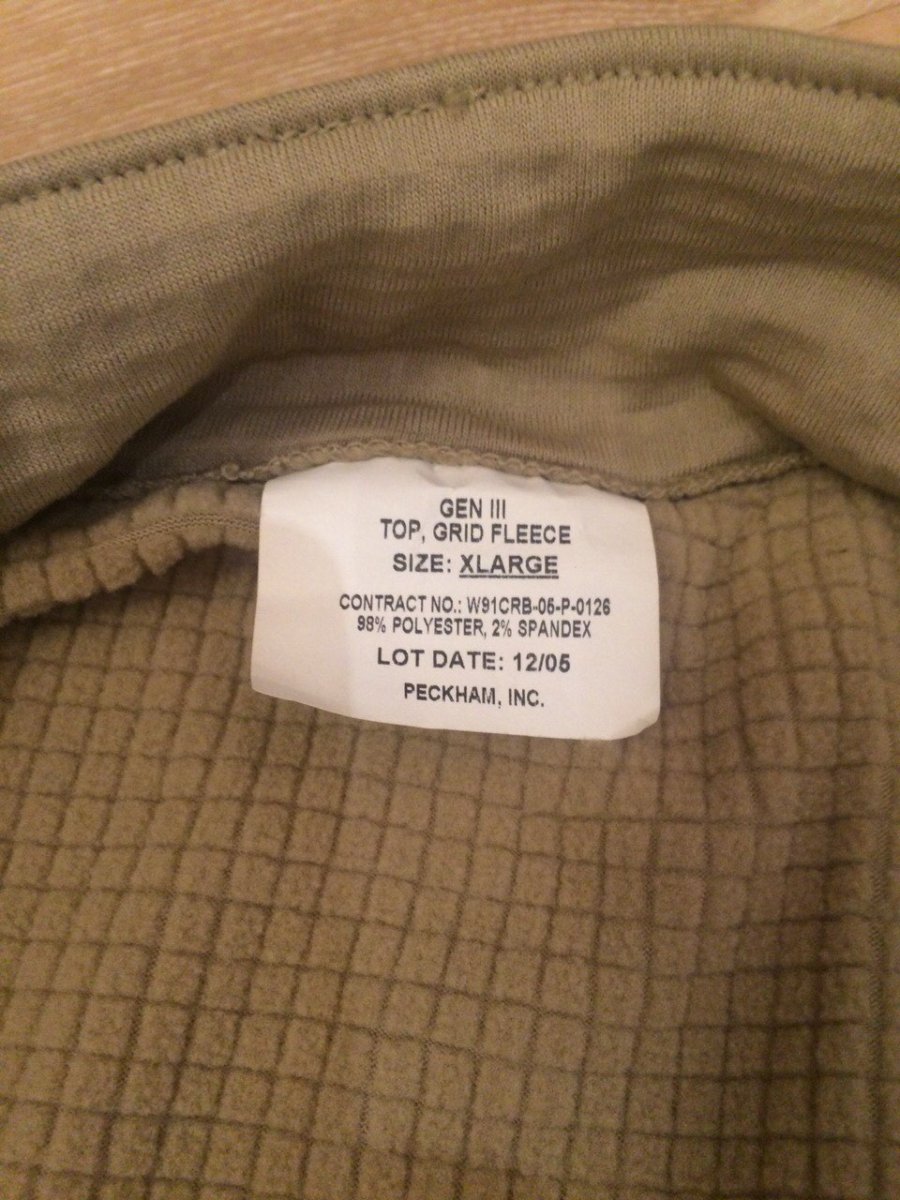 GEN III
TOP, GRID FLEECE
SIZE: XLARGE
CONTRACT NO.: W91CRB-05-P-0126
98% POLYESTER, 2% SPANDEX
LOT DATE: 12/05
PECKHAM, INC.